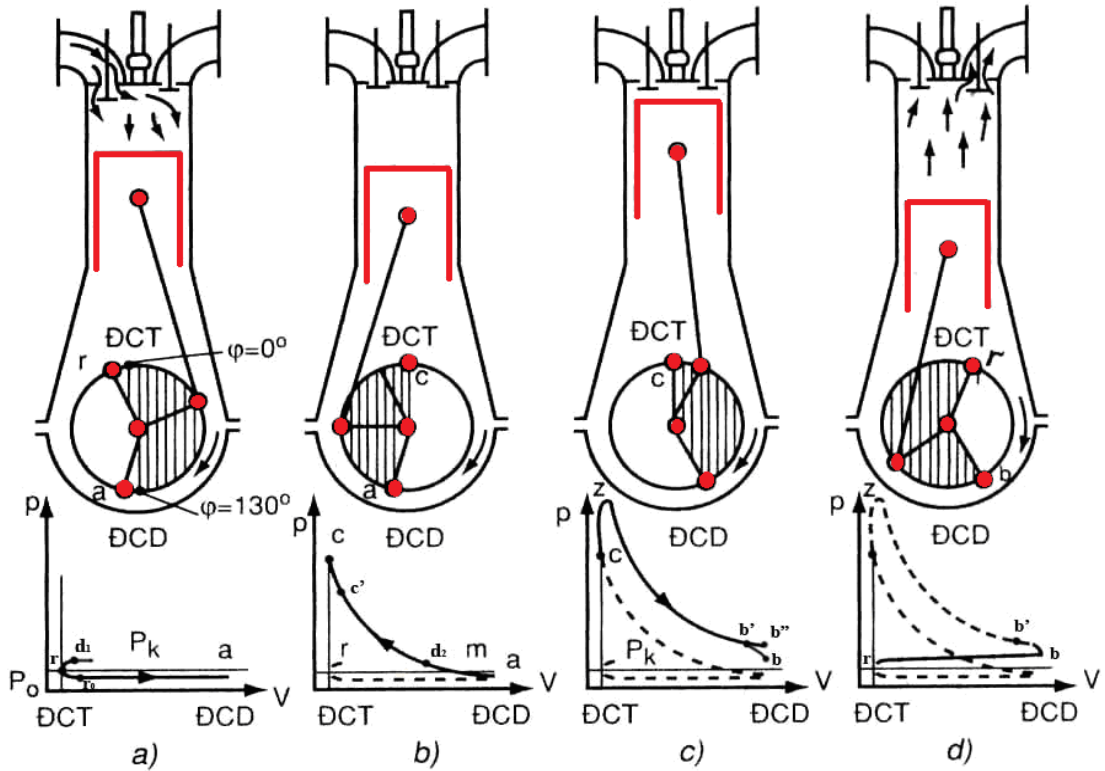 ĐCT
r
φ=0°
a
φ=130°
ĐCD
p
d₁
r
Pk
a
r₀
Po
V
ĐCT
ĐCD
a)
ĐCT
c
a
ĐCD
p
c
c’
r
d₂
m
a
V
ĐCT
ĐCD
b)
ĐCT
c
ĐCD
p
z
c
b’
b’’
Pk
r
b
V
ĐCT
ĐCD
c)
ĐCT
r
b
ĐCD
p
z
b’
r
b
V
ĐCT
ĐCD
d)